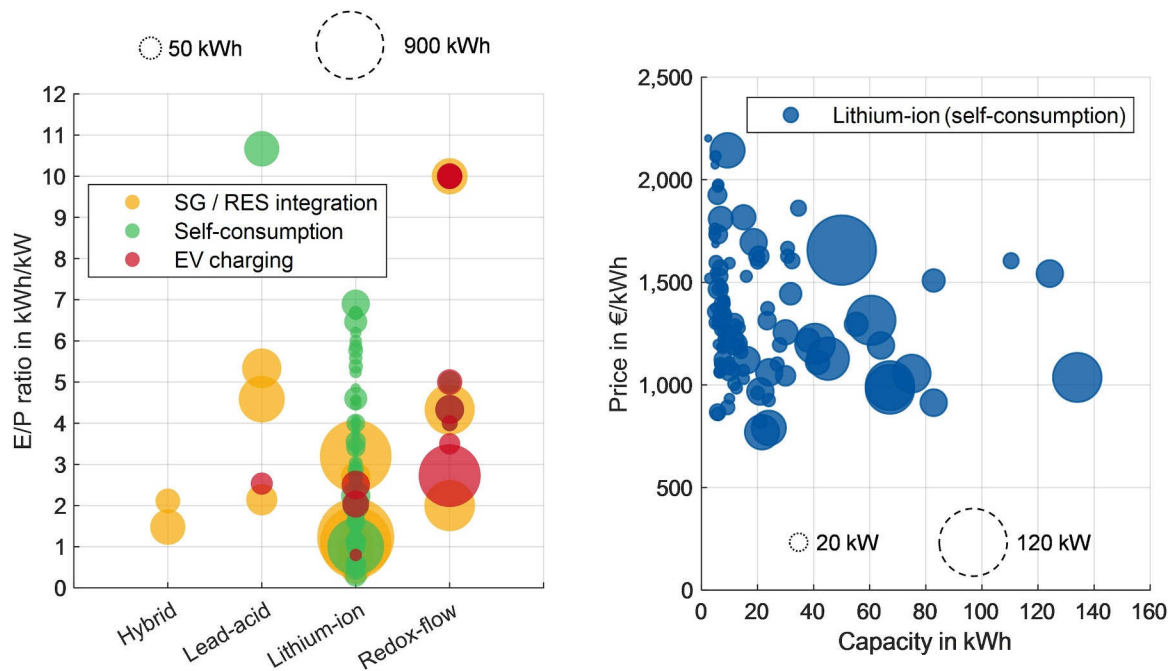 50 kWh
900 kWh
12
11
10
9
8
7
6
5
4
3
2
1
0
E/P ratio in kWh/kW
SG / RES integration
Self-consumption
EV charging
Hybrid
Lead-acid
Lithium-ion
Redox-flow
2,500
2,000
1,500
1,000
500
0
Price in €/kWh
Lithium-ion (self-consumption)
20 kW
120 kW
0 20 40 60 80 100 120 140 160
Capacity in kWh